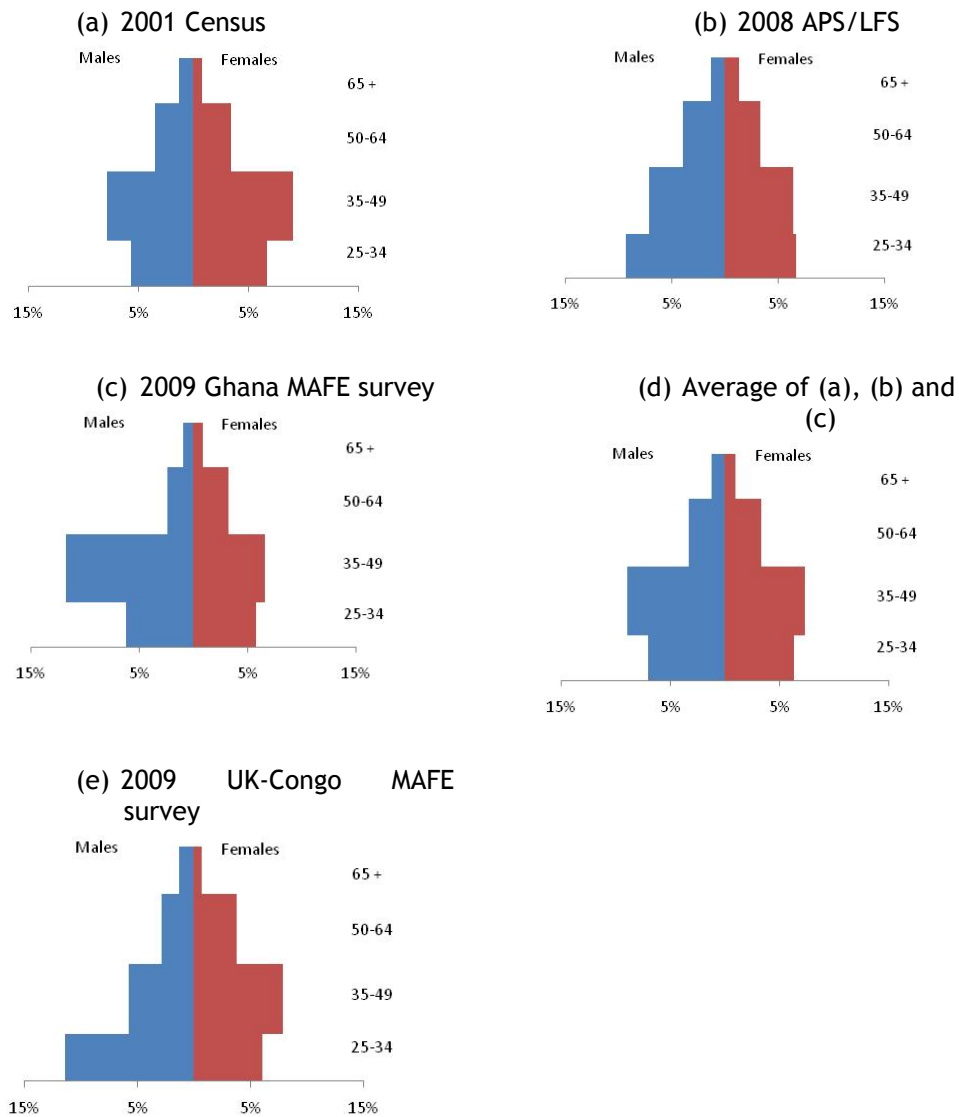 (a) 2001 Census
Males Females
65 +
50-64
35-49
25-34
15% 5% 5% 15%
(b) 2008 APS/LFS
Males Females
65 +
50-64
35-49
25-34
15% 5% 5% 15%
(c) 2009 Ghana MAFE survey
Males Females
65 +
50-64
35-49
25-34
15% 5% 5% 15%
(d) Average of (a), (b) and
(c)
Males Females
65 +
50-64
35-49
25-34
15% 5% 5% 15%
(e) 2009 UK-Congo MAFE
survey
Males Females
65 +
50-64
35-49
25-34
15% 5% 5% 15%